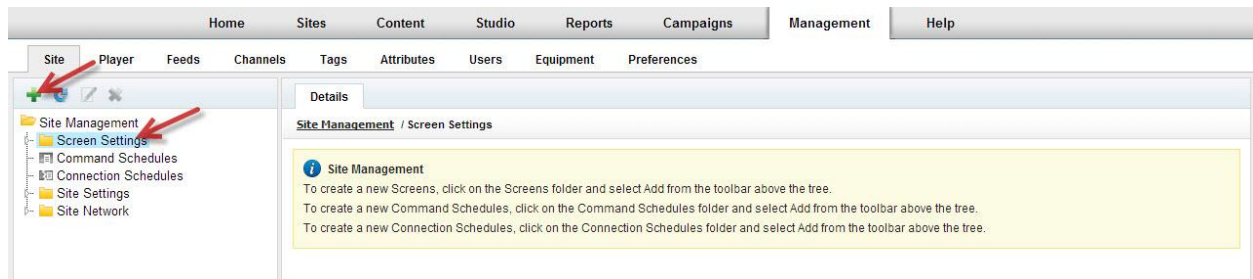 Home Sites Content Studio Reports Campaigns Management Help
Site Player Feeds Channels Tags Attributes Users Equipment Preferences
Site Management
Screen Settings
Command Schedules
Connection Schedules
Site Settings
Site Network
Details
Site Management / Screen Settings
Site Management
To create a new Screens, click on the Screens folder and select Add from the toolbar above the tree.
To create a new Command Schedules, click on the Command Schedules folder and select Add from the toolbar above the tree.
To create a new Connection Schedules, click on the Connection Schedules folder and select Add from the toolbar above the tree.